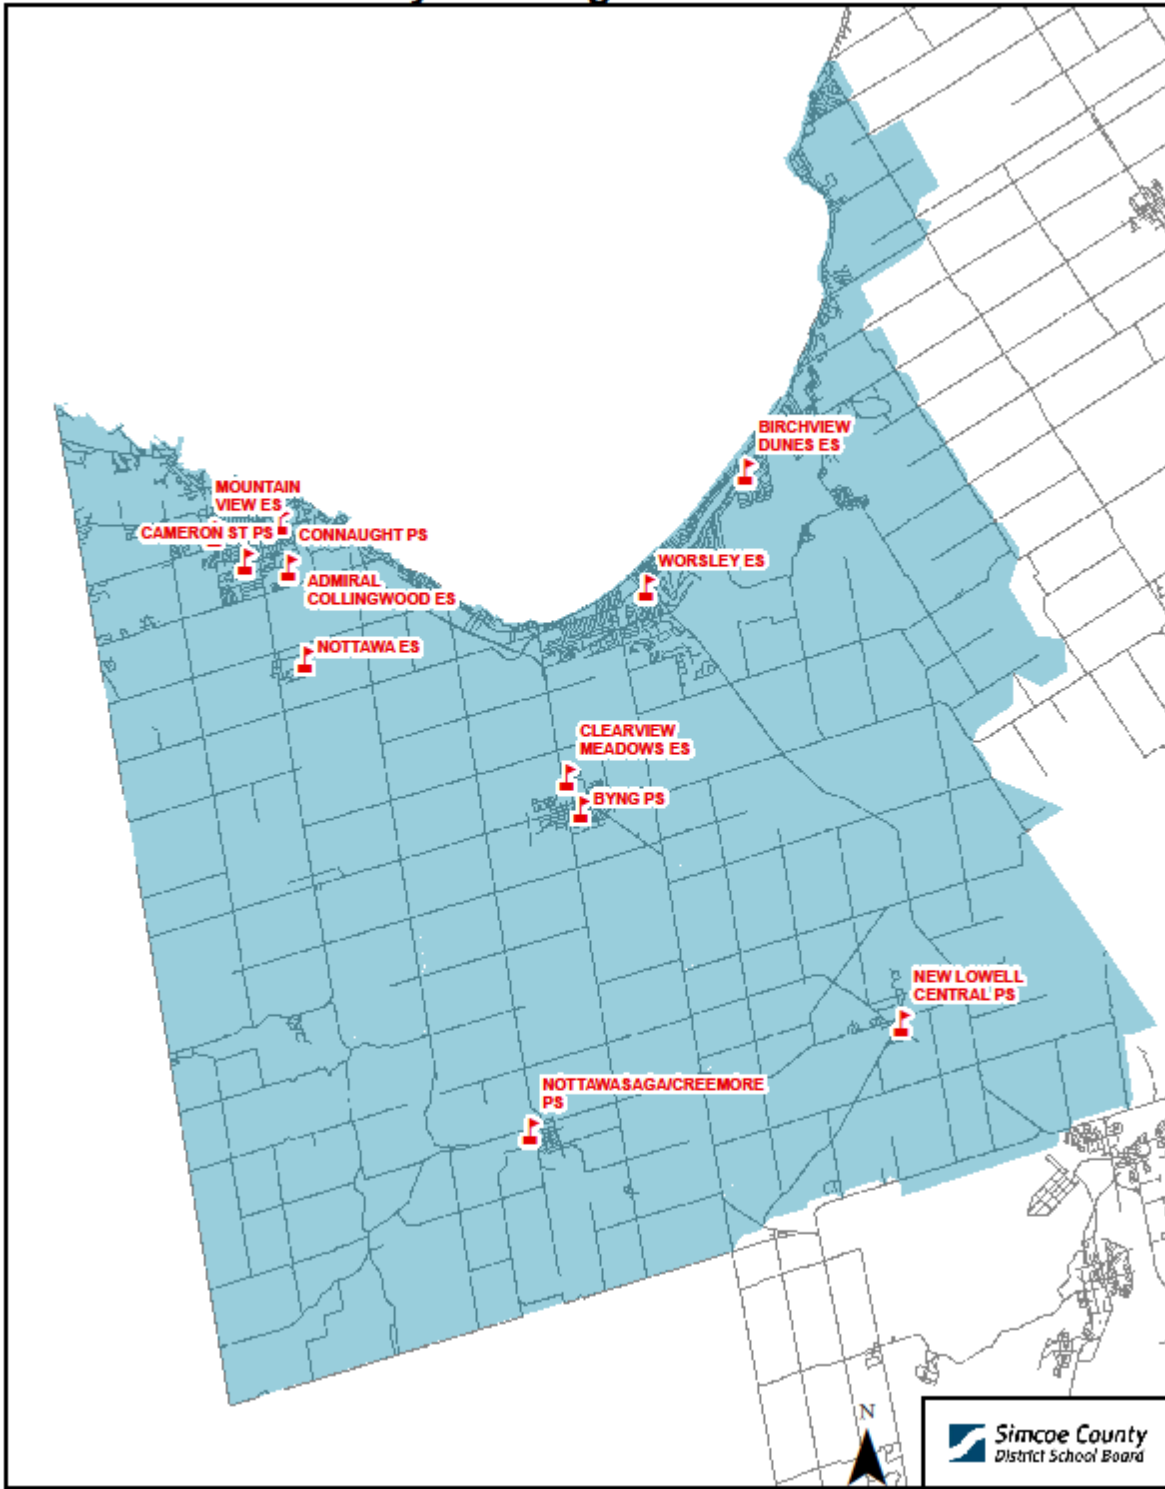 BIRCHVIEW
DUNES ES
MOUNTAIN
VIEW ES
CAMERON ST PS
CONNAUGHT PS
ADMIRAL
COLLINGWOOD ES
WORSLEY ES
NOTTAWA ES
CLEARVIEW
MEADOWS ES
BYNG PS
NEW LOWELL
CENTRAL PS
NOTTAWASAGA/CREEMORE
PS
N
Simcoe County
District School Board